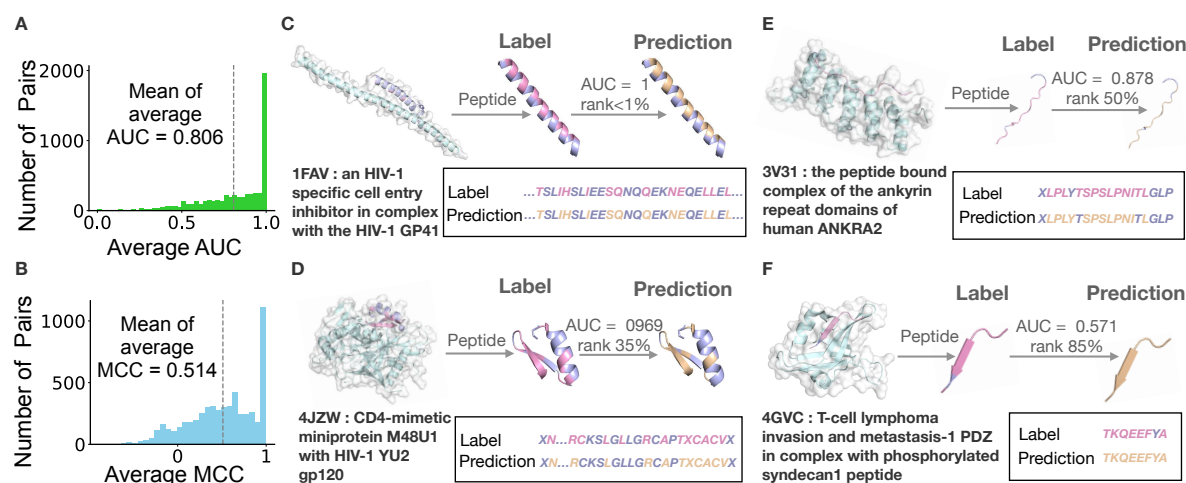 A
2000
1000
0
Number of Pairs
Mean of
average
AUC = 0.806
0.0
0.5
1.0
Average AUC
B
1000
500
0
Number of Pairs
Mean of
average
MCC = 0.514
0
1
Average MCC
C
Label
Prediction
Peptide
AUC = 1
rank<1%
1FAV : an HIV-1
specific cell entry
inhibitor in complex
with the HIV-1 GP41
Label
...TSLIHSLIEESQNQQEKNEQELLEL...
Prediction
...TSLIHSLIEESQNQQEKNEQELLEL...
D
Label
Prediction
Peptide
AUC = 0969
rank 35%
4JZW : CD4-mimetic
miniprotein M48U1
with HIV-1 YU2
gp120
Label
XN...RCKSLGLLGRCAPTXCACVX
Prediction
XN...RCKSLGLLGRCAPTXCACVX
E
Label
Prediction
Peptide
AUC = 0.878
rank 50%
3V31 : the peptide bound
complex of the ankyrin
repeat domains of
human ANKRA2
Label
XLPLYTSPSLPNITLGLP
Prediction
XLPLYTSPSLPNITLGLP
F
Label
Prediction
Peptide
AUC = 0.571
rank 85%
4GVC : T-cell lymphoma
invasion and metastasis-1 PDZ
in complex with phosphorylated
syndecan1 peptide
Label
TKQEEFYA
Prediction
TKQEEFYA